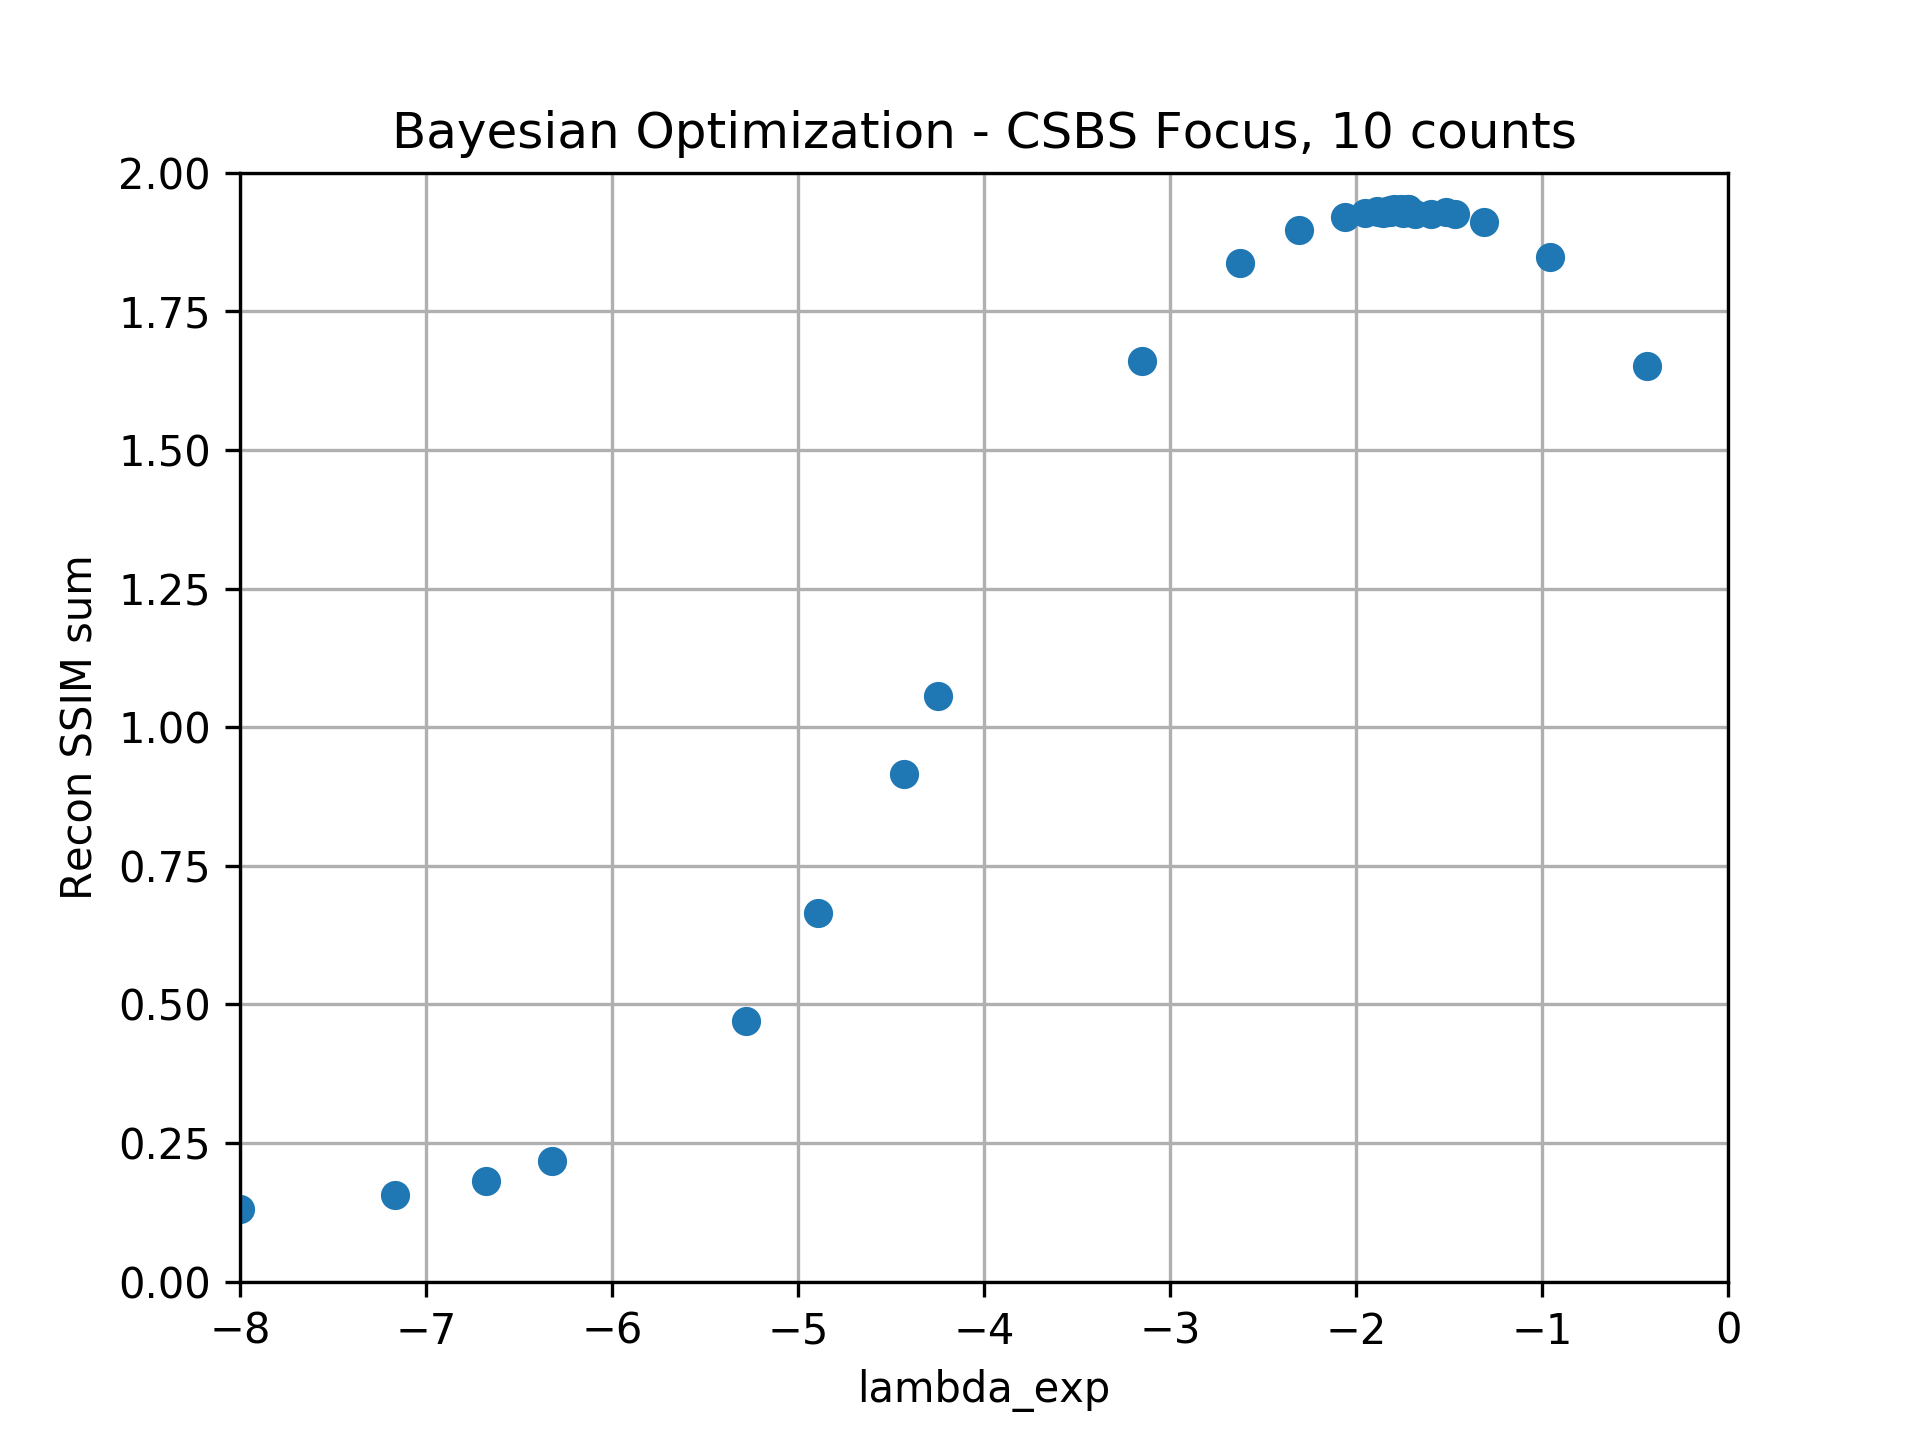 Bayesian Optimization - CSBS Focus, 10 counts
2.00
1.75
1.50
1.25
1.00
0.75
0.50
0.25
0.00
Recon SSIM sum
−8 −7 −6 −5 −4 −3 −2 −1 0
lambda_exp